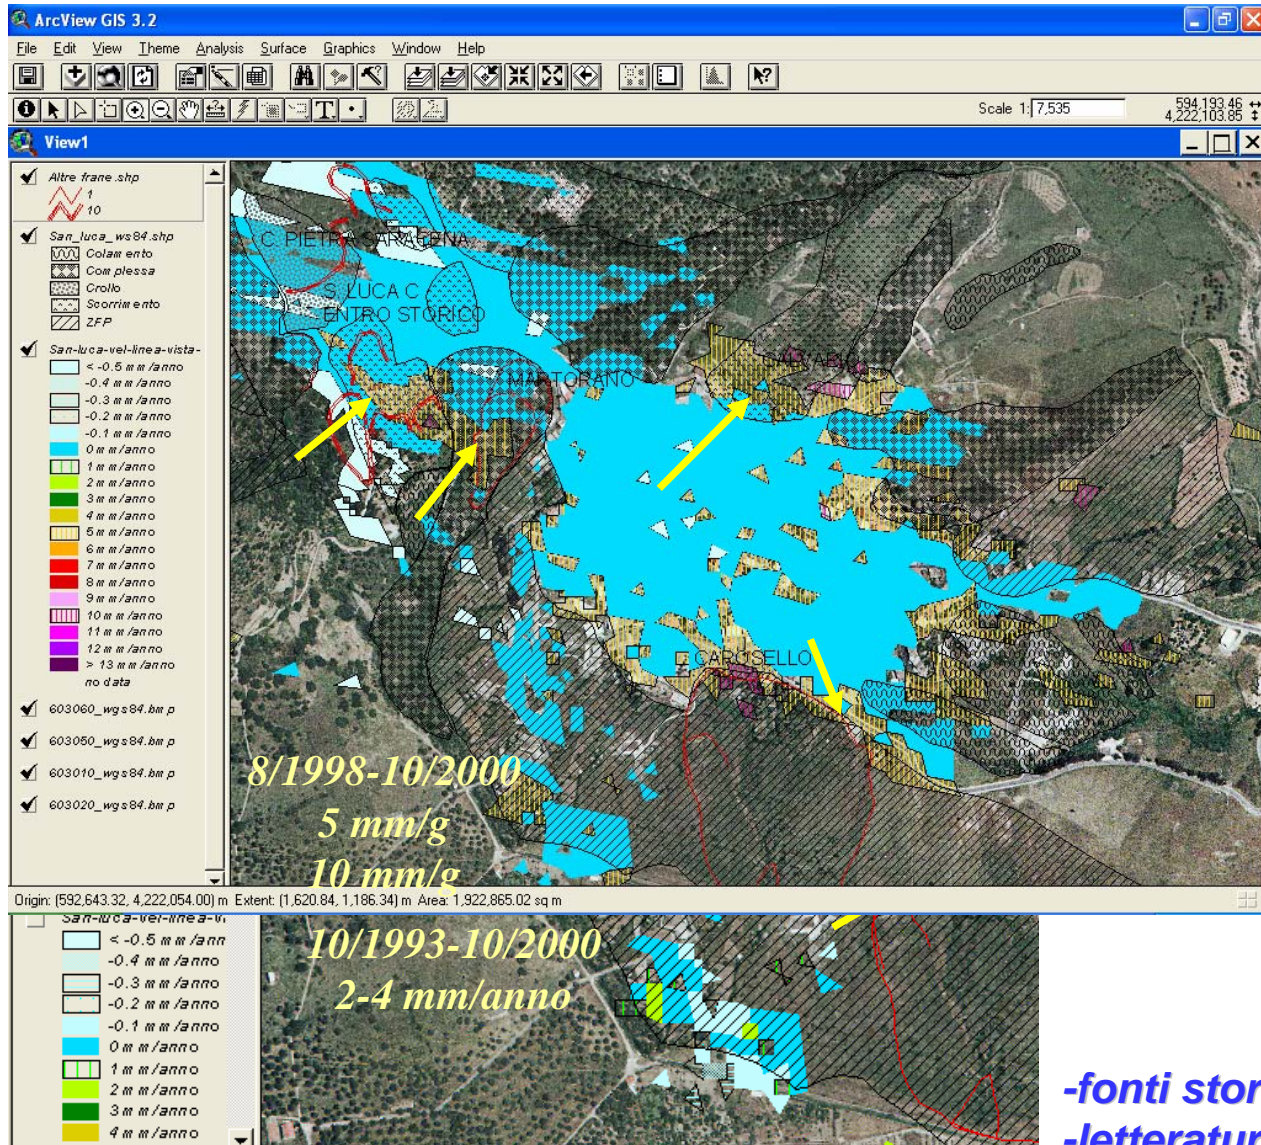 ArcView GIS 3.2
File Edit View Theme Analysis Surface Graphics Window Help
Scale 1: 7,535
594,193.46
4,222,103.85
View1
Altre frane.shp
1
10
San_luca_ws84.shp
Colamento
Complessa
Crollo
Scorrimento
ZFP
San-luca-vel-linea-vista-
< -0.5 mm/anno
-0.4 mm/anno
-0.3 mm/anno
-0.2 mm/anno
-0.1 mm/anno
0 mm/anno
1 mm/anno
2 mm/anno
3 mm/anno
4 mm/anno
5 mm/anno
6 mm/anno
7 mm/anno
8 mm/anno
9 mm/anno
10 mm/anno
11 mm/anno
12 mm/anno
> 13 mm/anno
no data
603060_wgs84.bmp
603050_wgs84.bmp
603010_wgs84.bmp
603020_wgs84.bmp
C. PIETRA SARACENA
S. LUCA C
ENTRO STORICO
MARTORANO
CARUSELLO
8/1998-10/2000
5 mm/g
10 mm/g
Origin: (592,643.32, 4,222,054.00) m Extent: (1,620.84, 1,186.34) m Area: 1,922,865.02 sq m
San-luca-vel-linea-vi
< -0.5 mm/ann
-0.4 mm/anno
-0.3 mm/anno
-0.2 mm/anno
-0.1 mm/anno
0 mm/anno
1 mm/anno
2 mm/anno
3 mm/anno
4 mm/anno
10/1993-10/2000
2-4 mm/anno
-fonti stor
-letteratur